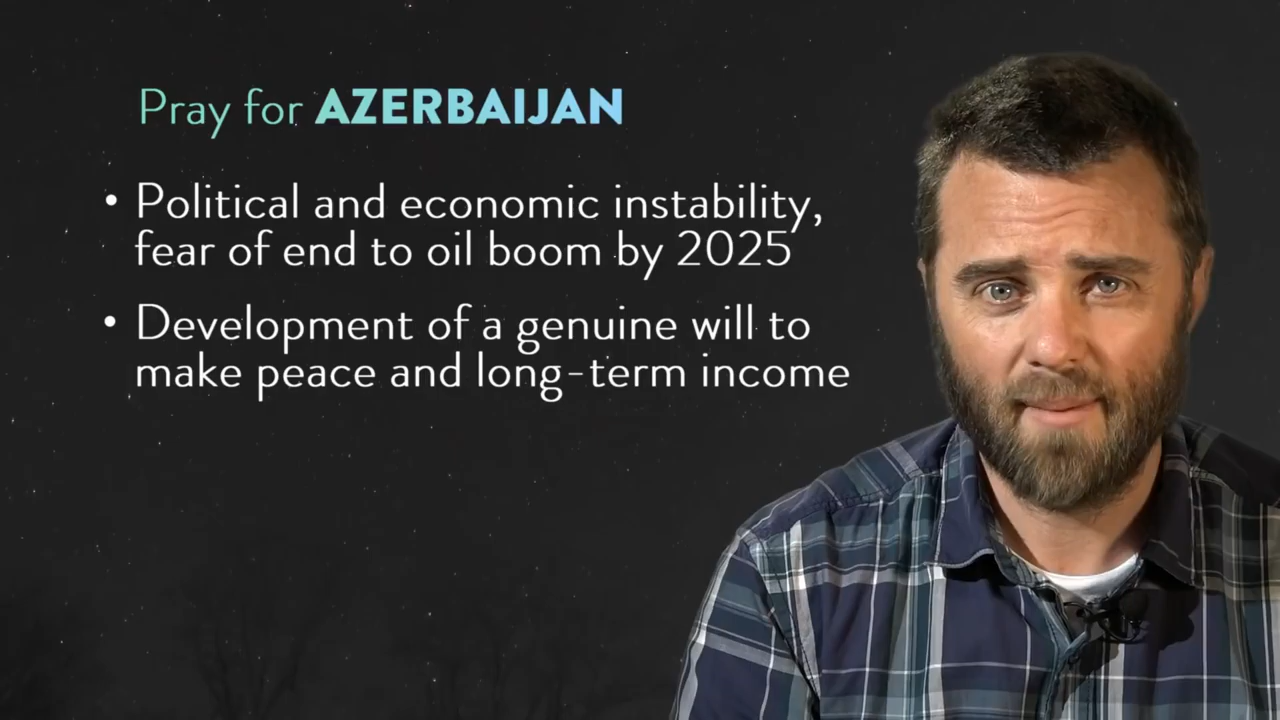 Pray for AZERBAIJAN
• Political and economic instability,
fear of end to oil boom by 2025
• Development of a genuine will to
make peace and long-term income